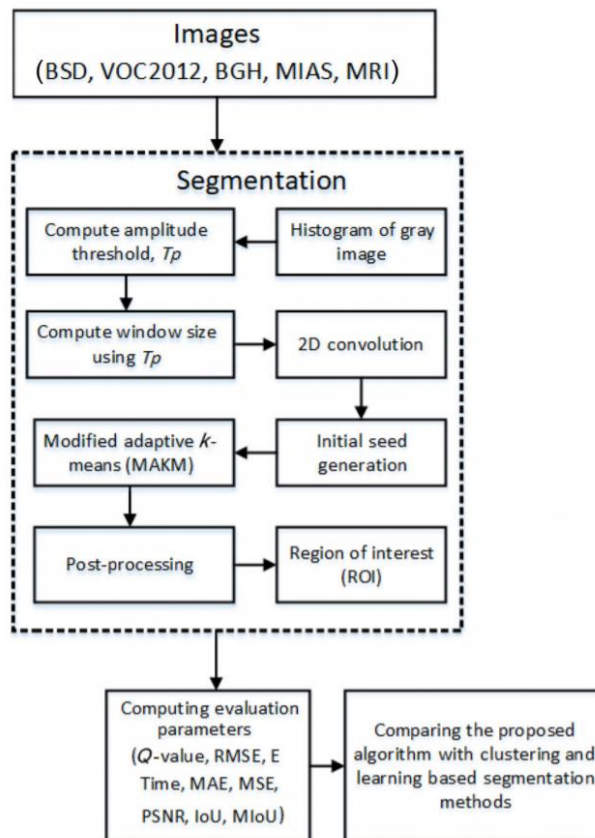 Images
(BSD, VOC2012, BGH, MIAS, MRI)
Segmentation
Histogram of gray
image
Compute amplitude
threshold, Tp
Compute window size
using Tp
2D convolution
Initial seed
generation
Modified adaptive k-
means (MAKM)
Post-processing
Region of interest
(ROI)
Computing evaluation
parameters
(Q-value, RMSE, E
Time, MAE, MSE,
PSNR, IoU, MIoU)
Comparing the proposed
algorithm with clustering and
learning based segmentation
methods